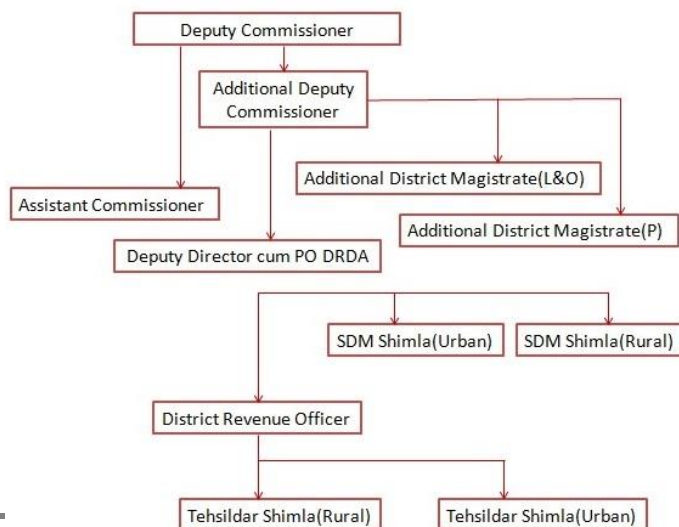 Deputy Commissioner
Additional Deputy
Commissioner
Additional District Magistrate(L&O)
Assistant Commissioner
Additional District Magistrate(P)
Deputy Director cum PO DRDA
SDM Shimla(Urban)
SDM Shimla(Rural)
District Revenue Officer
Tehsildar Shimla(Rural)
Tehsildar Shimla(Urban)